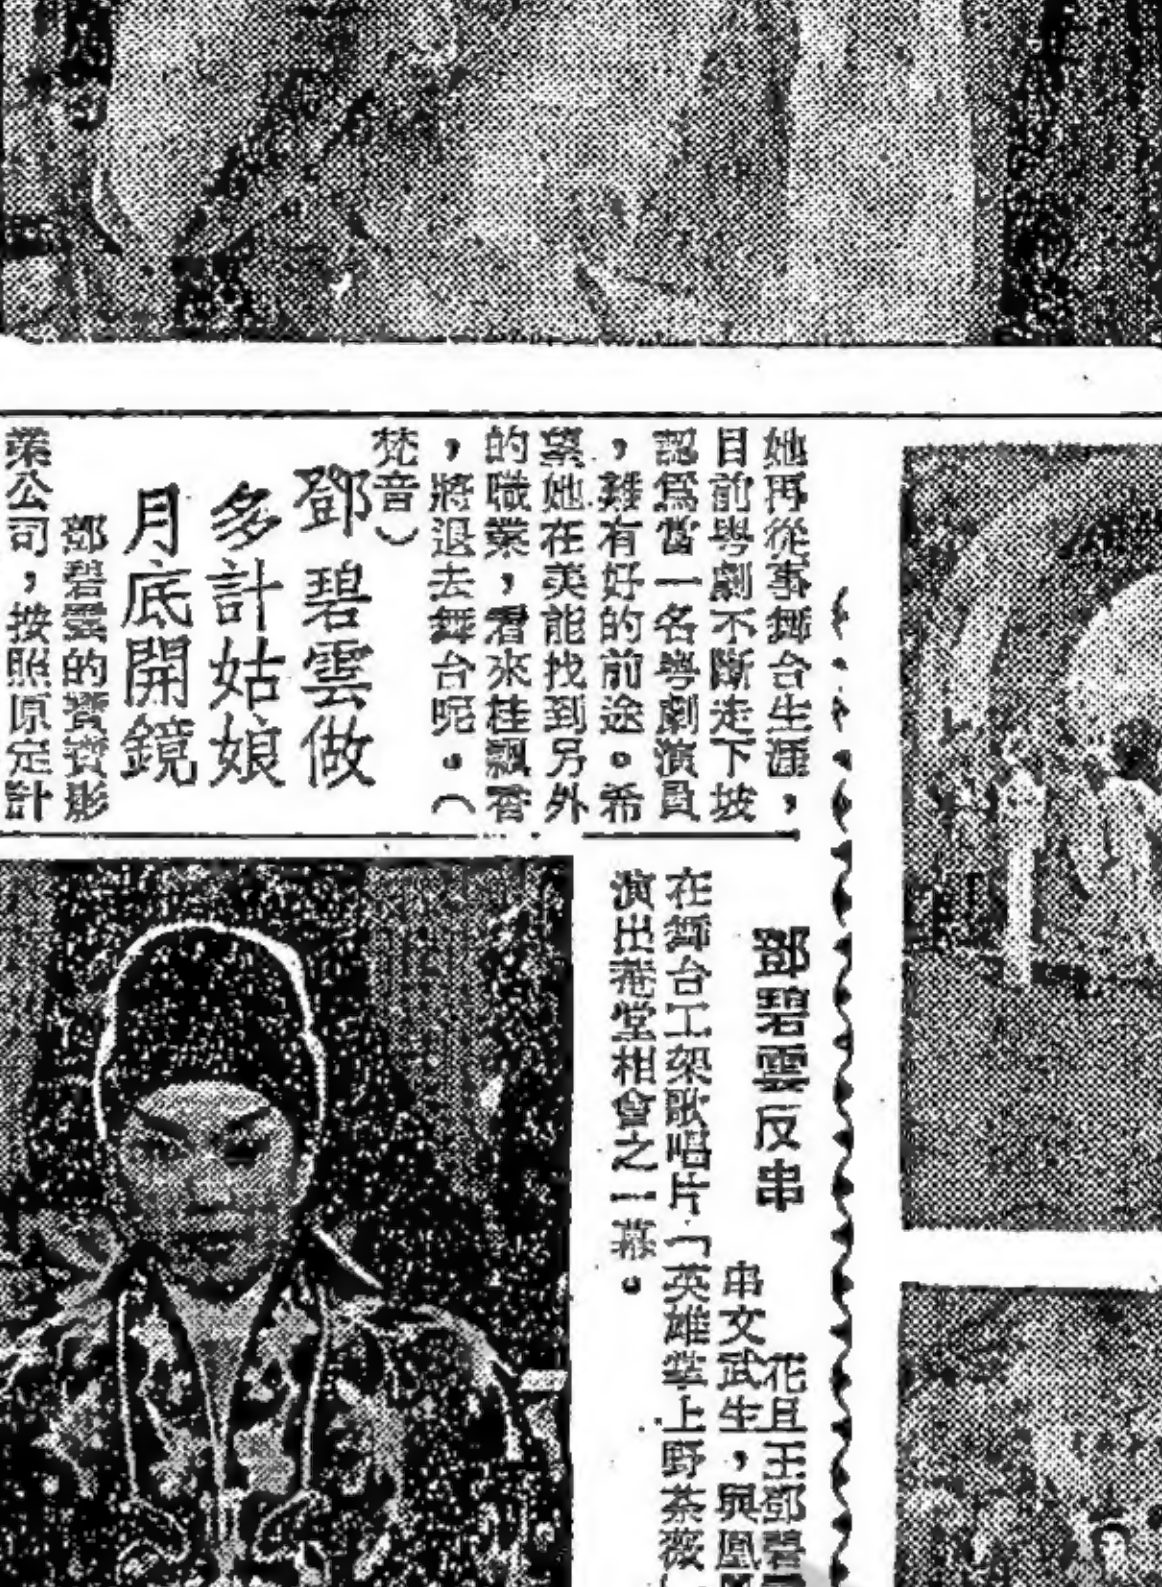 她再從事舞台生涯，
目前粤劇不斷走下坡
認爲當一名粤劇演員
，難有好的前途。希
望她在英能找到另外
的職業，看來桂飄香
，將退去舞台呢。（
梵音）
鄧碧雲做
多計姑娘
月底開鏡
鄧碧雲的寶寶影
業公司，按照原定計
鄧碧雲反串
花旦王鄧碧
串文武生，與鳳
在舞台工架歌唱片「英雄掌上野荼薇」
演出菴堂相會之一幕。